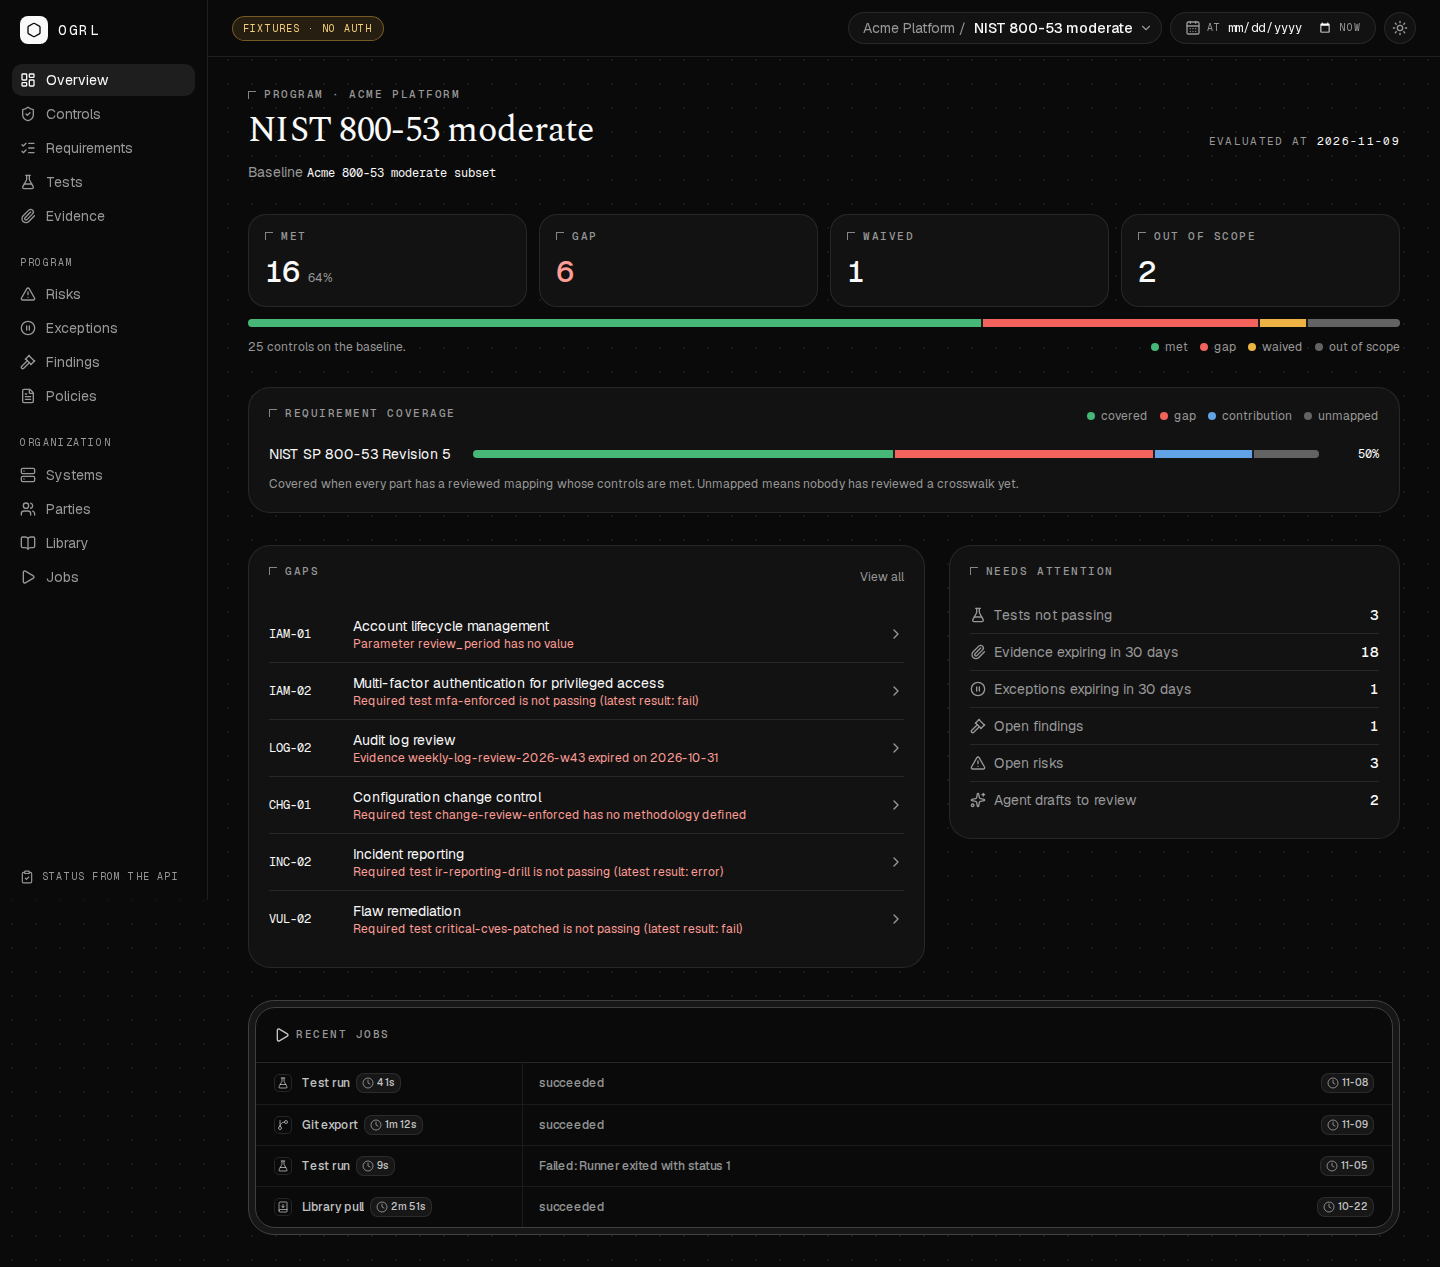 OGRL
FIXTURES · NO AUTH
Acme Platform / NIST 800-53 moderate
AT mm/dd/yyyy NOW
Overview
Controls
Requirements
Tests
Evidence
PROGRAM
Risks
Exceptions
Findings
Policies
ORGANIZATION
Systems
Parties
Library
Jobs
STATUS FROM THE API
PROGRAM · ACME PLATFORM
NIST 800-53 moderate
EVALUATED AT 2026-11-09
Baseline Acme 800-53 moderate subset
MET
16 64%
GAP
6
WAIVED
1
OUT OF SCOPE
2
25 controls on the baseline.
met gap waived out of scope
REQUIREMENT COVERAGE
covered gap contribution unmapped
NIST SP 800-53 Revision 5 50%
Covered when every part has a reviewed mapping whose controls are met. Unmapped means nobody has reviewed a crosswalk yet.
GAPS
View all
IAM-01 Account lifecycle management
Parameter review_period has no value
IAM-02 Multi-factor authentication for privileged access
Required test mfa-enforced is not passing (latest result: fail)
LOG-02 Audit log review
Evidence weekly-log-review-2026-w43 expired on 2026-10-31
CHG-01 Configuration change control
Required test change-review-enforced has no methodology defined
INC-02 Incident reporting
Required test ir-reporting-drill is not passing (latest result: error)
VUL-02 Flaw remediation
Required test critical-cves-patched is not passing (latest result: fail)
NEEDS ATTENTION
Tests not passing 3
Evidence expiring in 30 days 18
Exceptions expiring in 30 days 1
Open findings 1
Open risks 3
Agent drafts to review 2
RECENT JOBS
Test run 41s succeeded 11-08
Git export 1m 12s succeeded 11-09
Test run 9s Failed: Runner exited with status 1 11-05
Library pull 2m 51s succeeded 10-22